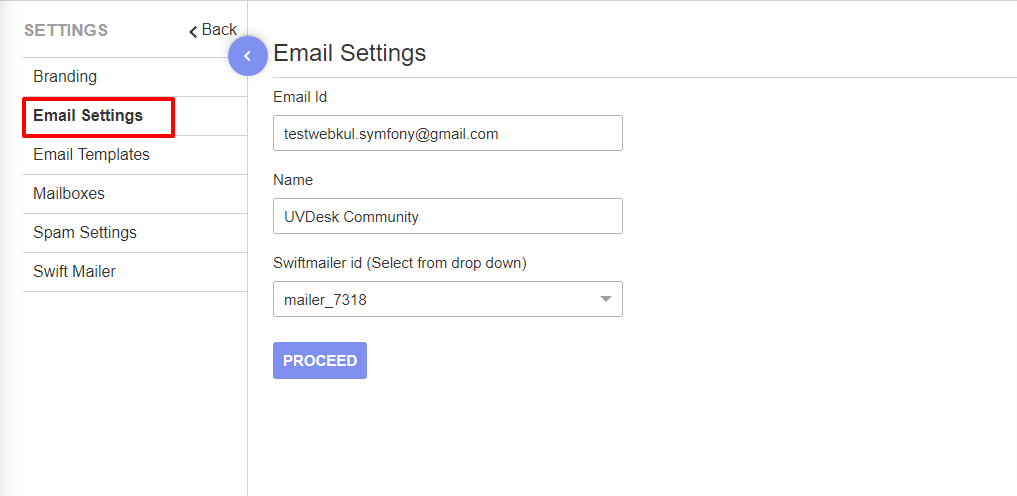 SETTINGS
Back
Branding
Email Settings
Email Templates
Mailboxes
Spam Settings
Swift Mailer
Email Settings
Email Id
testwebkul.symfony@gmail.com
Name
UVDesk Community
Swiftmailer id (Select from drop down)
mailer_7318
PROCEED